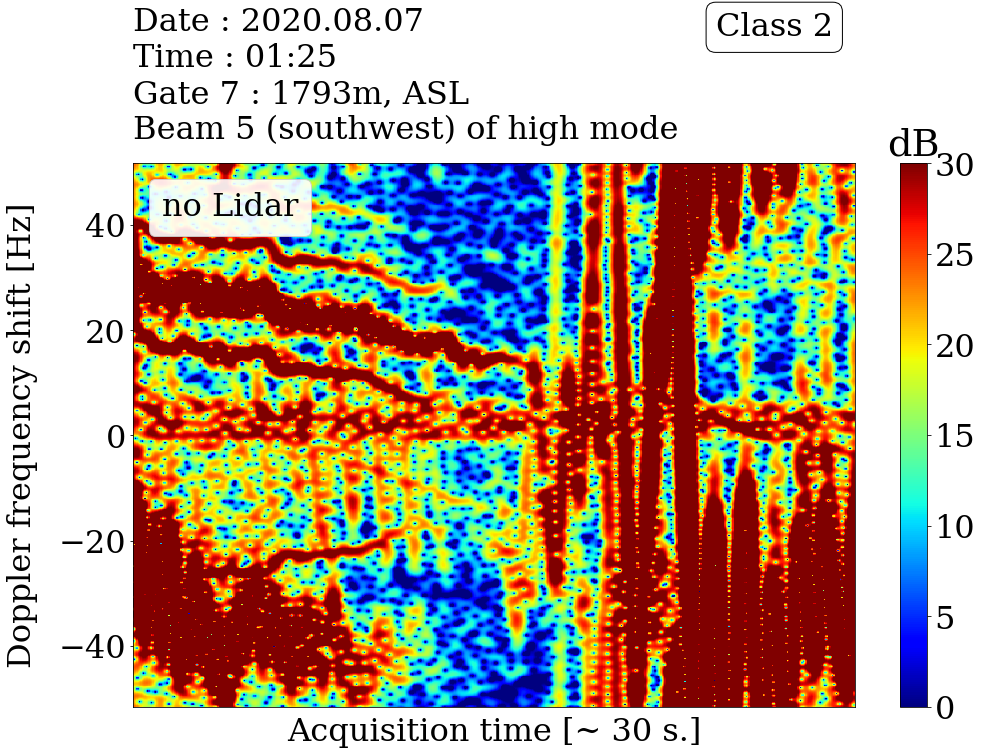 Date : 2020.08.07
Time : 01:25
Gate 7 : 1793m, ASL
Beam 5 (southwest) of high mode
Class 2
dB
no Lidar
Doppler frequency shift [Hz]
40
20
0
−20
−40
30
25
20
15
10
5
0
Acquisition time [~ 30 s.]